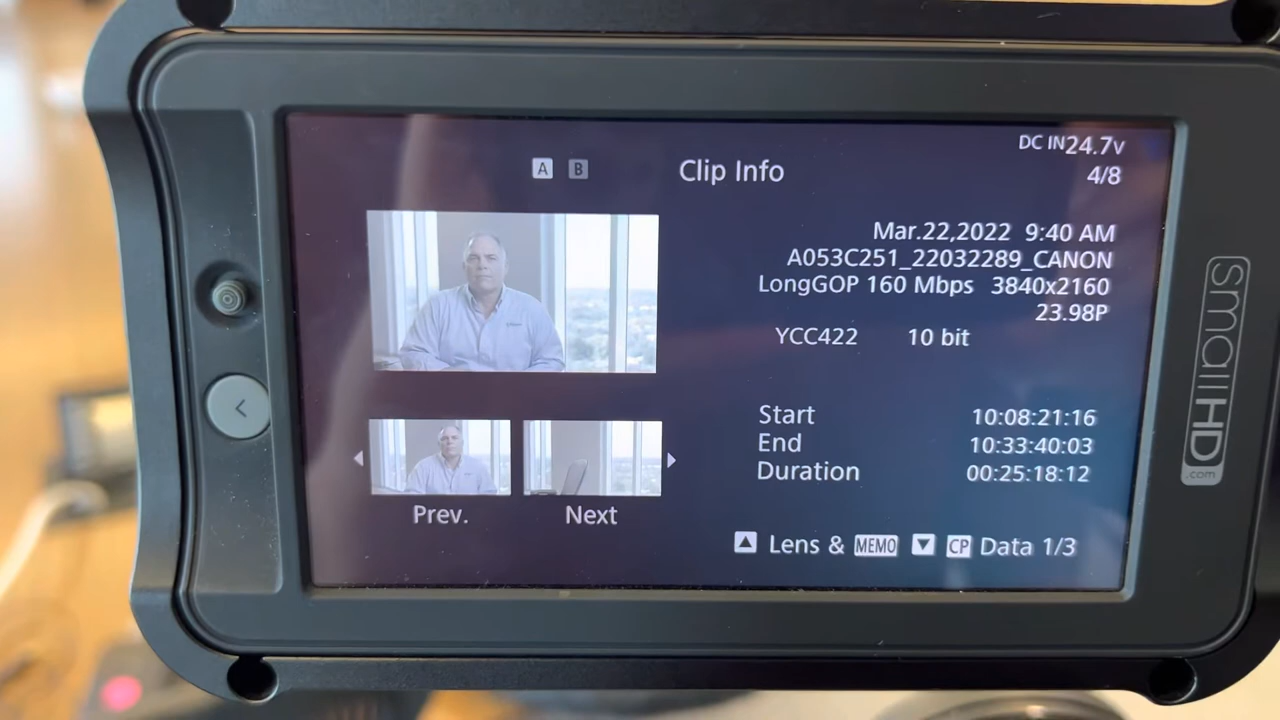 DC IN24.7V
A B Clip Info 4/8
Mar.22,2022 9:40 AM
A053C251_22032289_CANON
LongGOP 160 Mbps 3840x2160
23.98P
YCC422 10 bit
Start 10:08:21:16
End 10:33:40:03
Duration 00:25:18:12
Prev. Next
Lens & MEMO CP Data 1/3
smallHD
.com